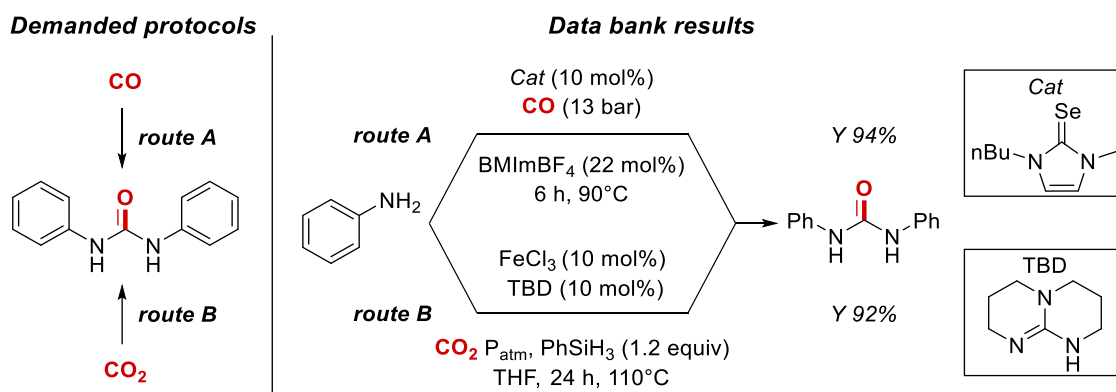 Demanded protocols
CO
route A
O
N
H
N
H
route B
CO2
Data bank results
Cat (10 mol%)
CO (13 bar)
route A
BMImBF4 (22 mol%)
6 h, 90°C
NH2
FeCl3 (10 mol%)
TBD (10 mol%)
route B
CO2 Patm, PhSiH3 (1.2 equiv)
THF, 24 h, 110°C
Y 94%
O
Ph
N
H
N
H
Ph
Y 92%
Cat
Se
nBu
N
N
TBD
N
N
N
H